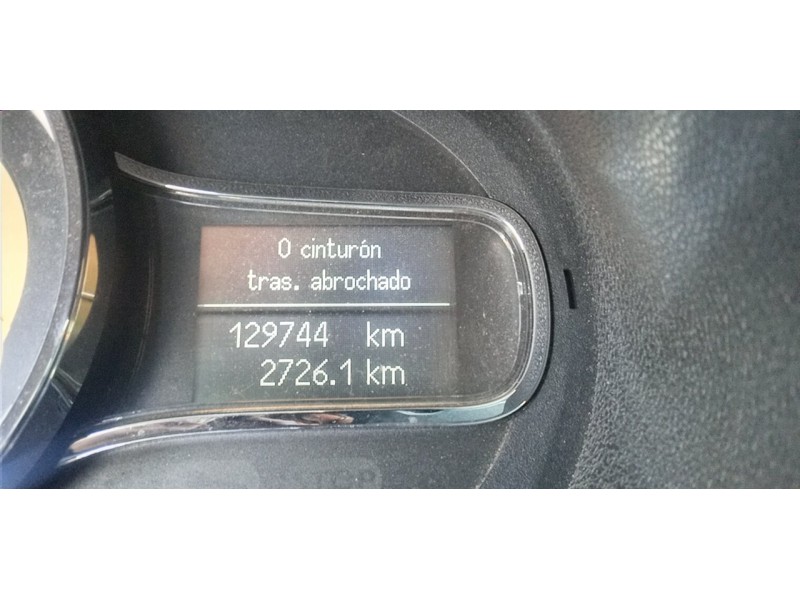 0 cinturón
tras. abrochado
129744 km
2726.1 km